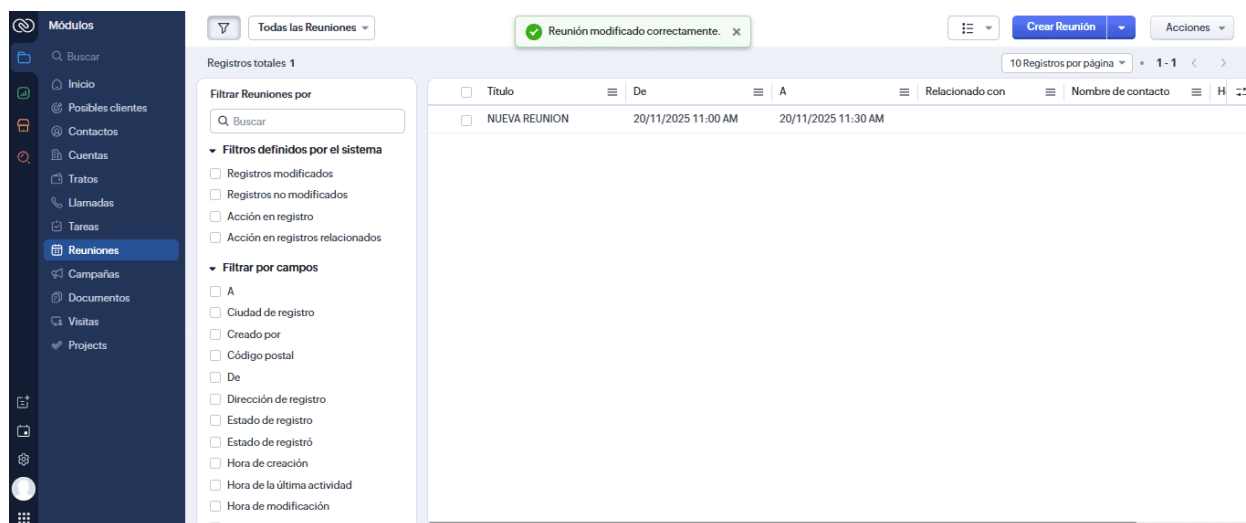 Módulos
Buscar
Inicio
Posibles clientes
Contactos
Cuentas
Tratos
Llamadas
Tareas
Reuniones
Campañas
Documentos
Visitas
Projects
Todas las Reuniones
Reunión modificado correctamente.
Crear Reunión
Acciones
Registros totales 1
10 Registros por página
1 - 1
Filtrar Reuniones por
Buscar
Filtros definidos por el sistema
Registros modificados
Registros no modificados
Acción en registro
Acción en registros relacionados
Filtrar por campos
A
Ciudad de registro
Creado por
Código postal
De
Dirección de registro
Estado de registro
Estado de registró
Hora de creación
Hora de la última actividad
Hora de modificación
Título De A Relacionado con Nombre de contacto
NUEVA REUNION 20/11/2025 11:00 AM 20/11/2025 11:30 AM